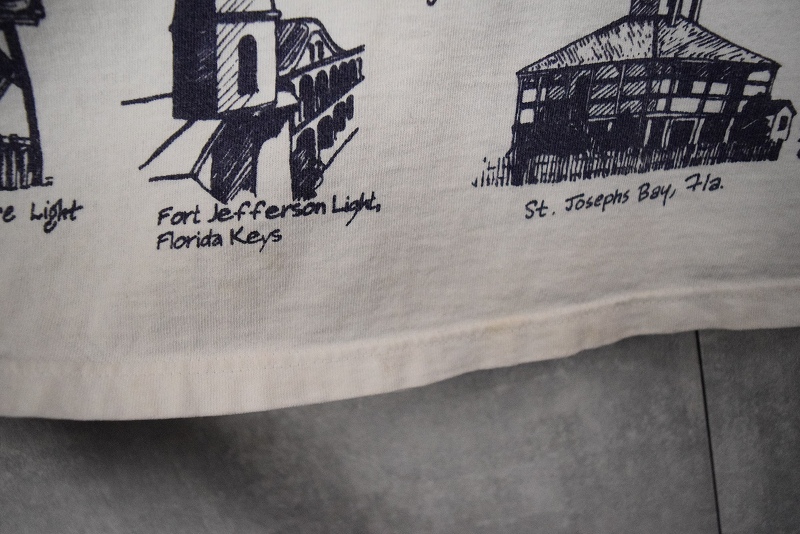 Light
Fort Jefferson Light,
Florida Keys
St. Josephs Bay, Fla.